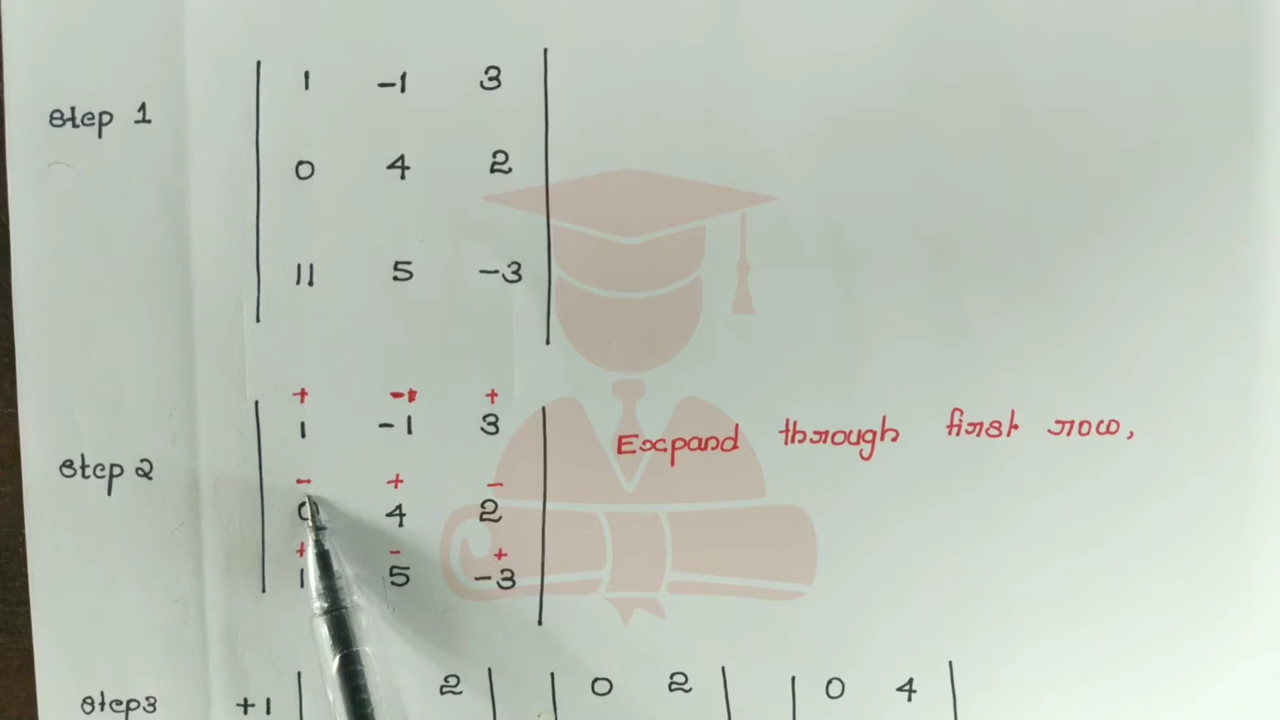 1 -1 3
Step 1
0 4 2
11 5 -3
+ - +
1 -1 3
Expand through first row,
- + -
Step 2
0 4 2
+ - +
5 -3
2 0 2 0 4
Step3 +1